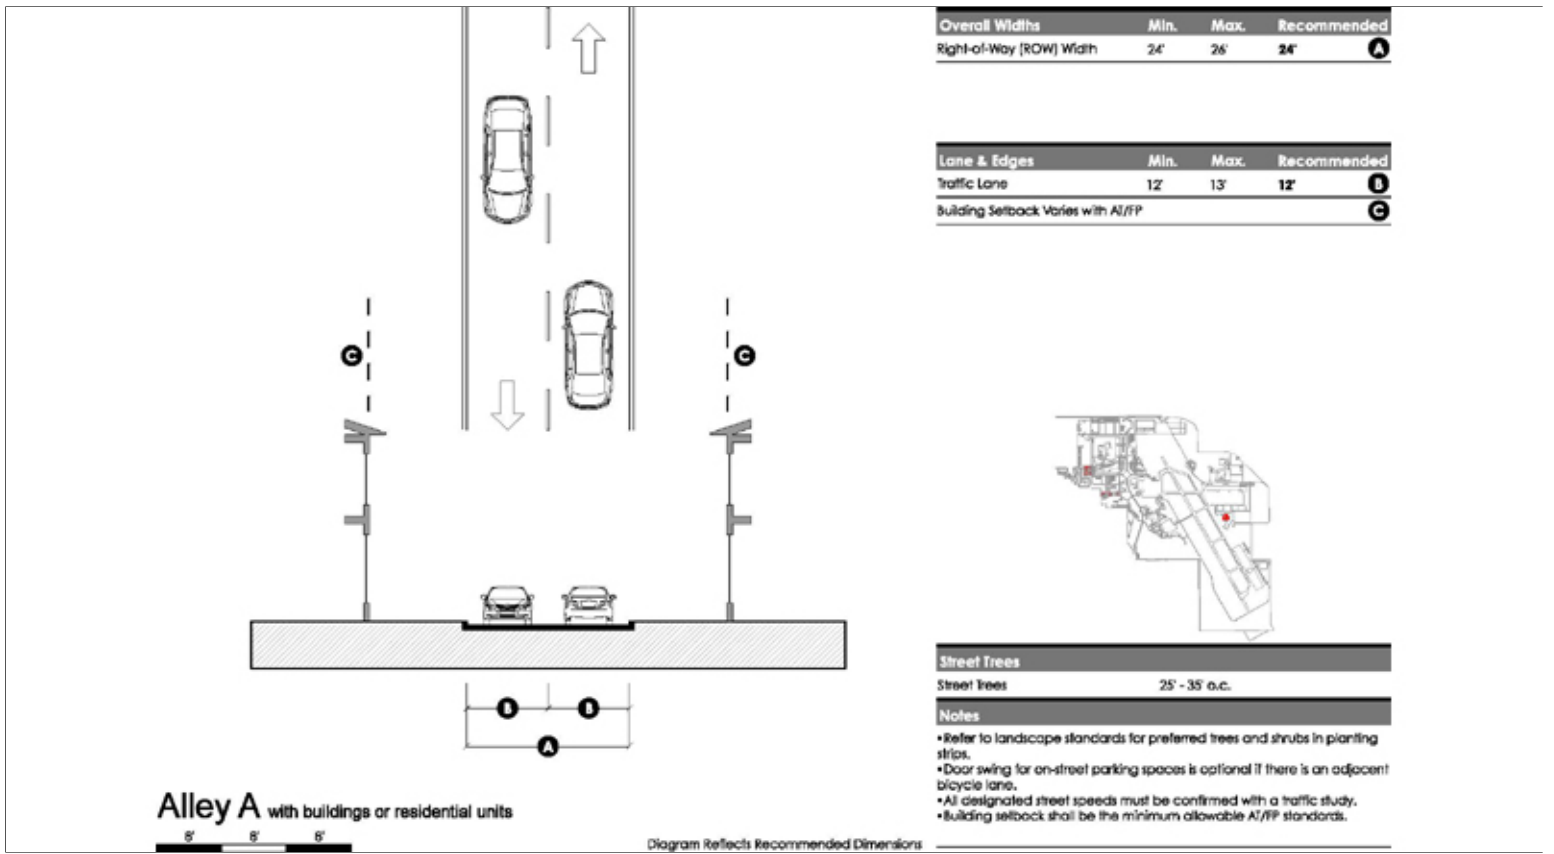 Overall Widths Min. Max. Recommended
Right-of-Way (ROW) Width 24' 26' 24' A
Lane & Edges Min. Max. Recommended
Traffic Lane 12' 13' 12' B
Building Setback Varies with AT/FP C
C C
B B
A
Street Trees
Street Trees 25' - 35' o.c.
Notes
•Refer to landscape standards for preferred trees and shrubs in planting
strips.
•Door swing for on-street parking spaces is optional if there is an adjacent
bicycle lane.
•All designated street speeds must be confirmed with a traffic study.
•Building setback shall be the minimum allowable AT/FP standards.
Alley A with buildings or residential units
8' 8' 8'
Diagram Reflects Recommended Dimensions